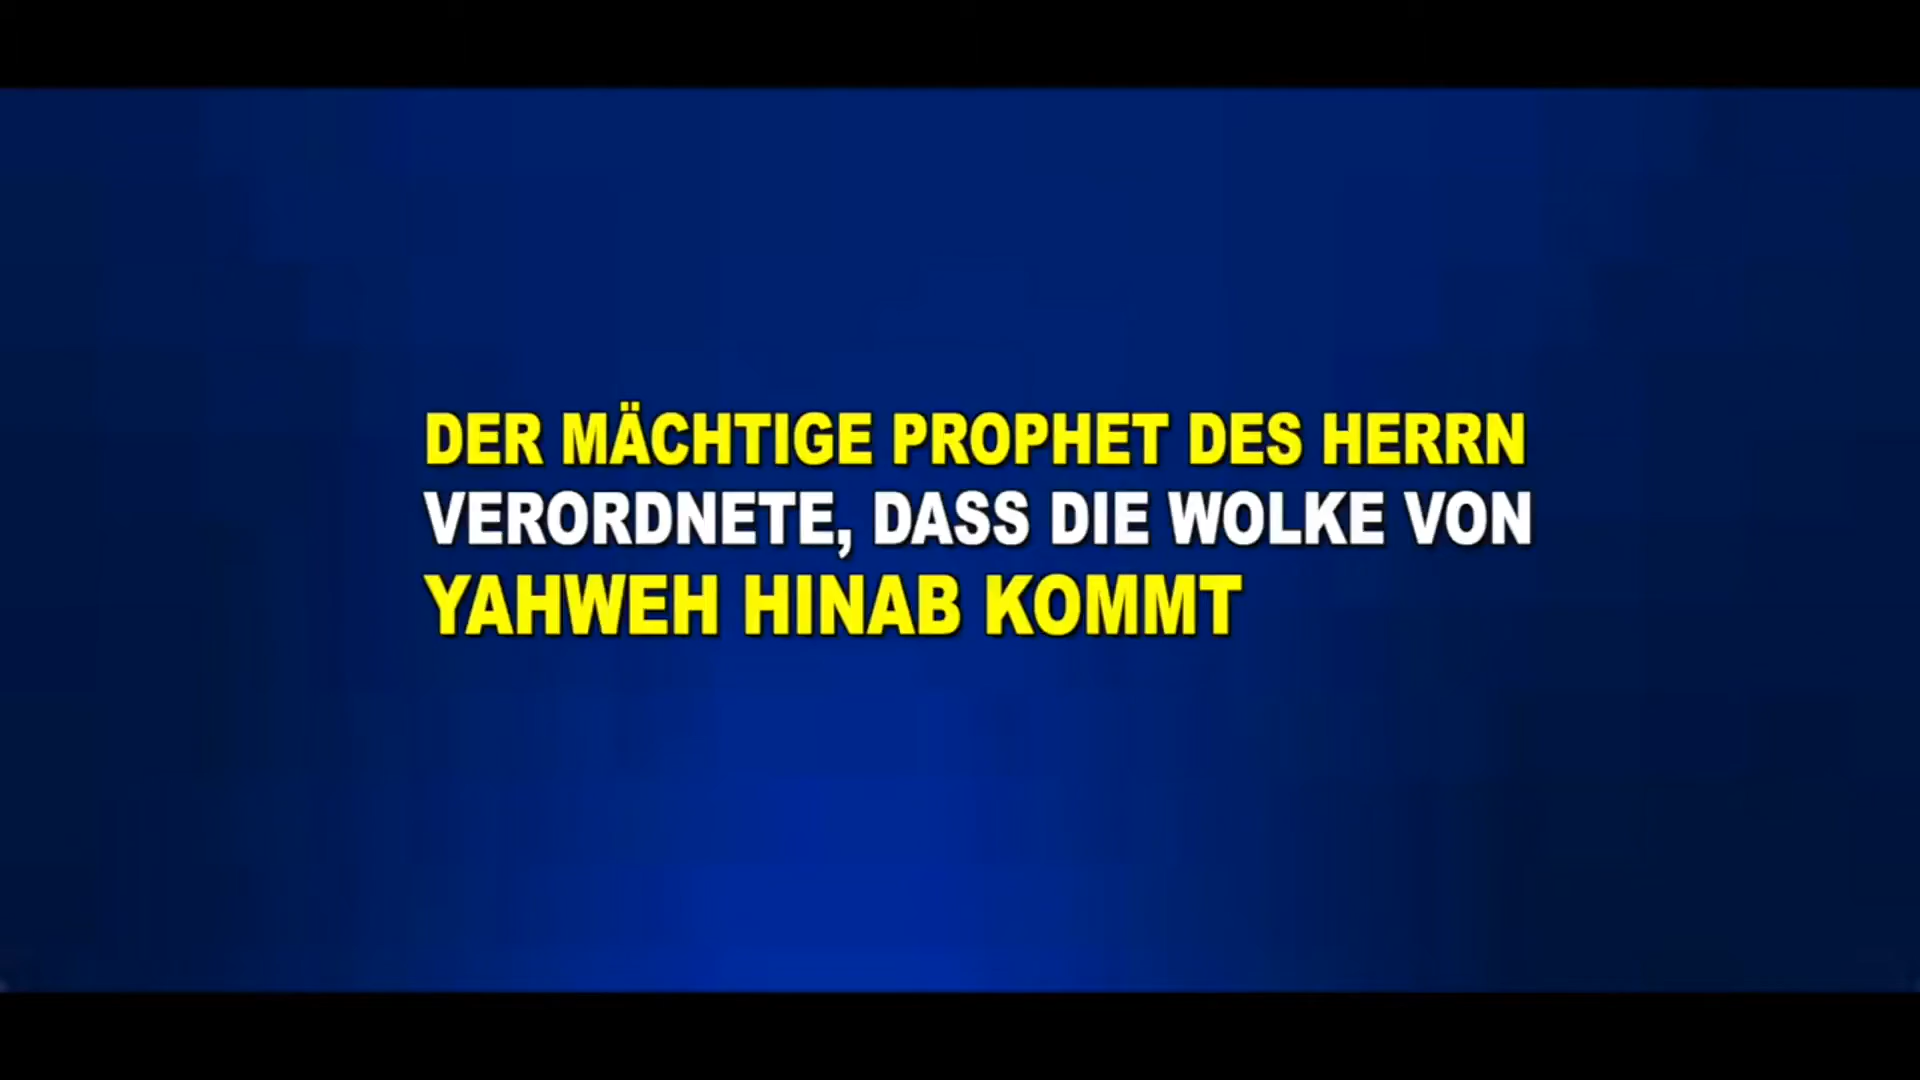 DER MÄCHTIGE PROPHET DES HERRN
VERORDNETE, DASS DIE WOLKE VON
YAHWEH HINAB KOMMT